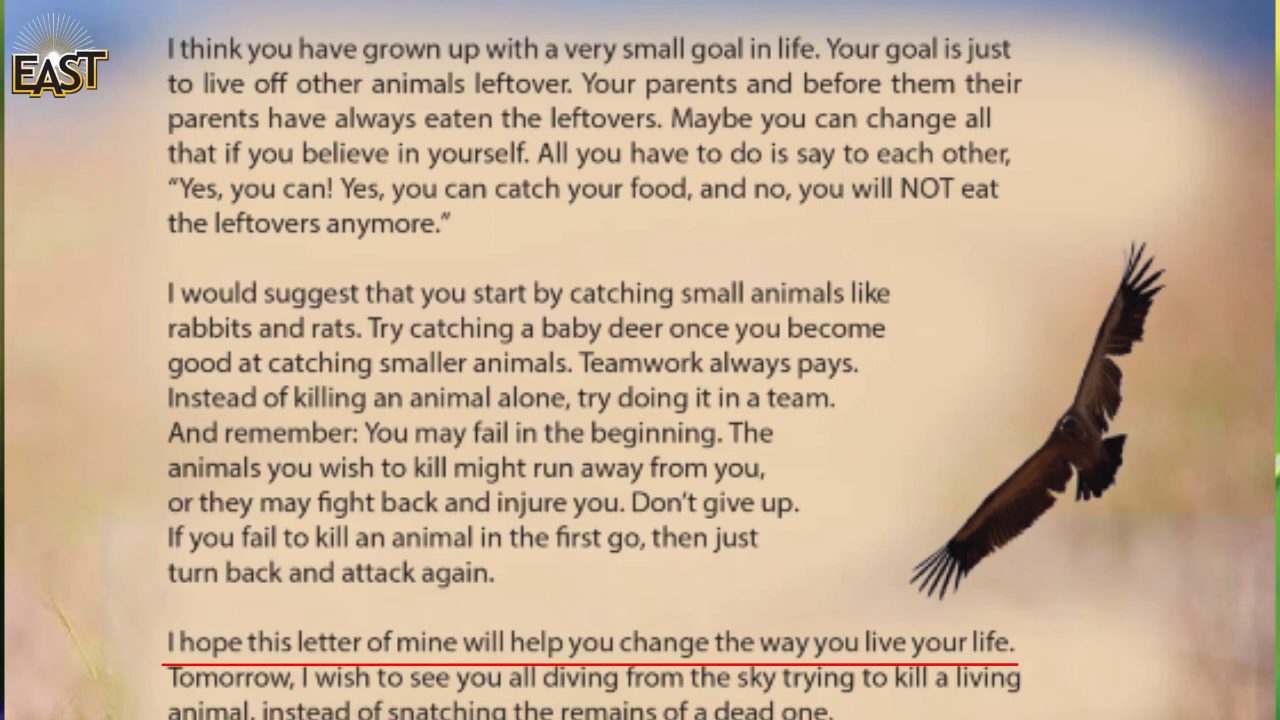 EAST
I think you have grown up with a very small goal in life. Your goal is just
to live off other animals leftover. Your parents and before them their
parents have always eaten the leftovers. Maybe you can change all
that if you believe in yourself. All you have to do is say to each other,
“Yes, you can! Yes, you can catch your food, and no, you will NOT eat
the leftovers anymore.”
I would suggest that you start by catching small animals like
rabbits and rats. Try catching a baby deer once you become
good at catching smaller animals. Teamwork always pays.
Instead of killing an animal alone, try doing it in a team.
And remember: You may fail in the beginning. The
animals you wish to kill might run away from you,
or they may fight back and injure you. Don’t give up.
If you fail to kill an animal in the first go, then just
turn back and attack again.
I hope this letter of mine will help you change the way you live your life.
Tomorrow, I wish to see you all diving from the sky trying to kill a living
animal, instead of snatching the remains of a dead one.